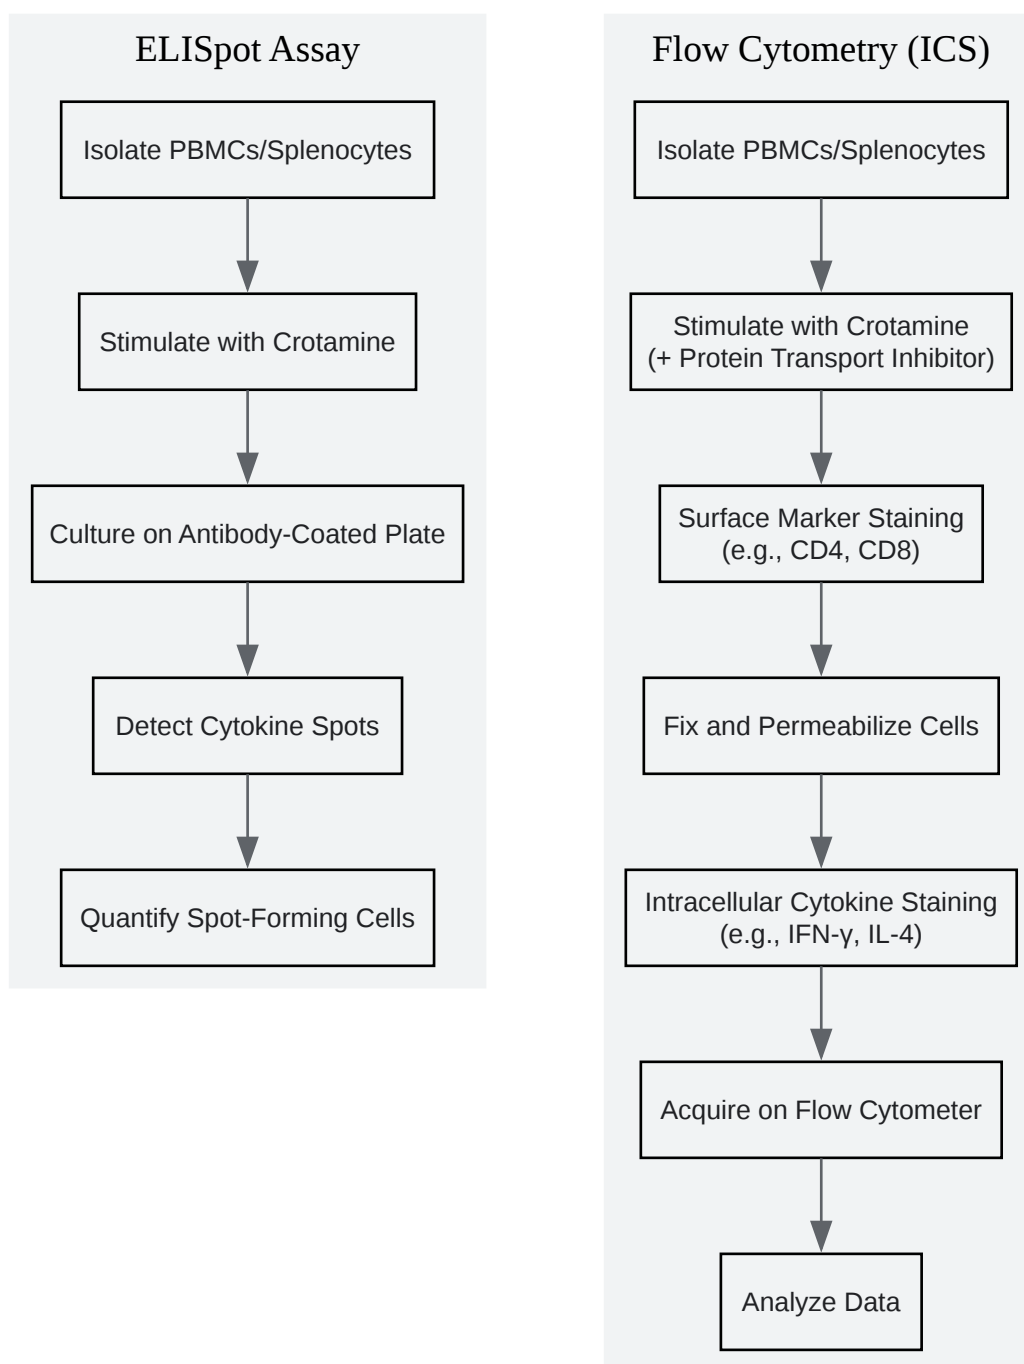 ELISpot Assay
Isolate PBMCs/Splenocytes
Stimulate with Crotamine
Culture on Antibody-Coated Plate
Detect Cytokine Spots
Quantify Spot-Forming Cells
Flow Cytometry (ICS)
Isolate PBMCs/Splenocytes
Stimulate with Crotamine
(+ Protein Transport Inhibitor)
Surface Marker Staining
(e.g., CD4, CD8)
Fix and Permeabilize Cells
Intracellular Cytokine Staining
(e.g., IFN-γ, IL-4)
Acquire on Flow Cytometer
Analyze Data